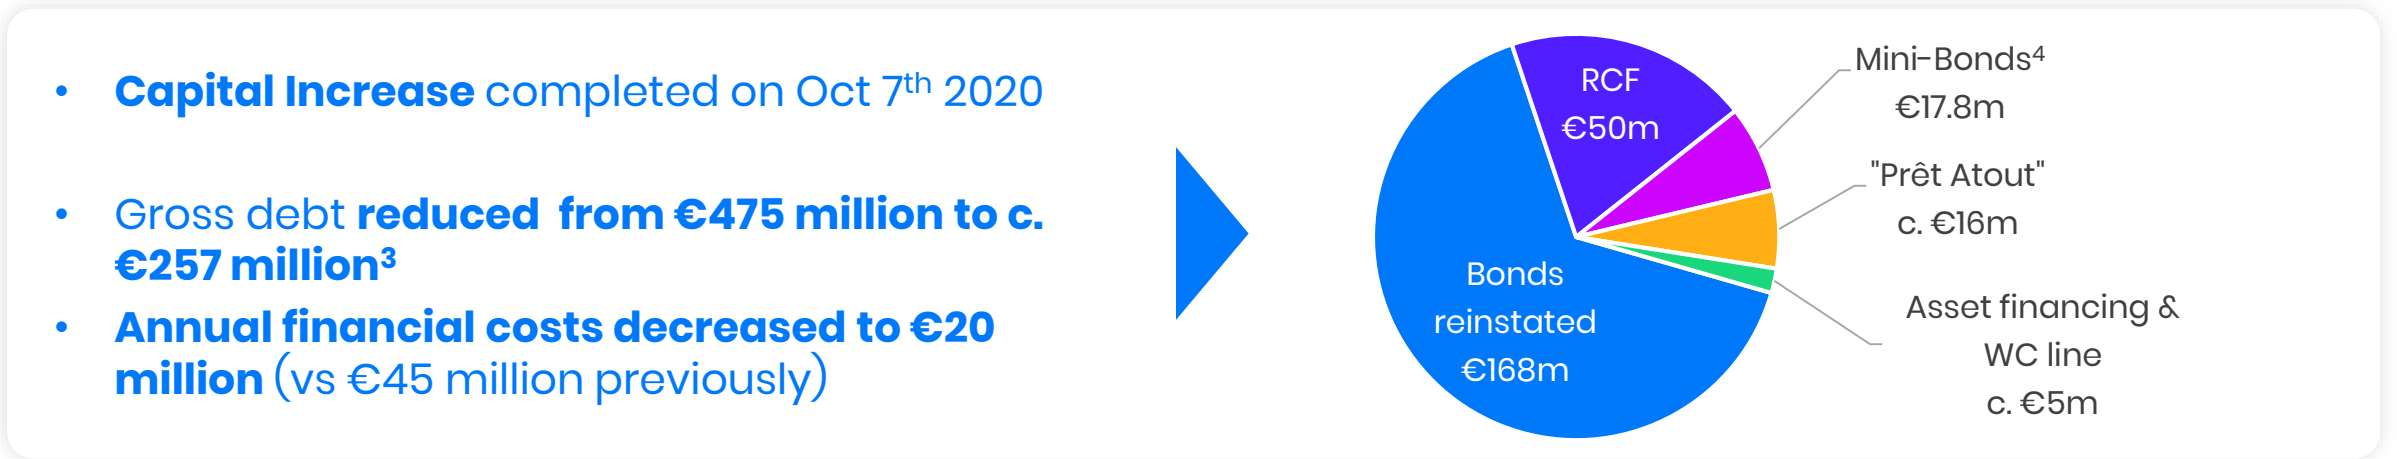 • Capital Increase completed on Oct 7th 2020
• Gross debt reduced from €475 million to c.
€257 million³
• Annual financial costs decreased to €20
million (vs €45 million previously)
RCF
€50m
Mini-Bonds⁴
€17.8m
"Prêt Atout"
c. €16m
Bonds
reinstated
€168m
Asset financing &
WC line
c. €5m